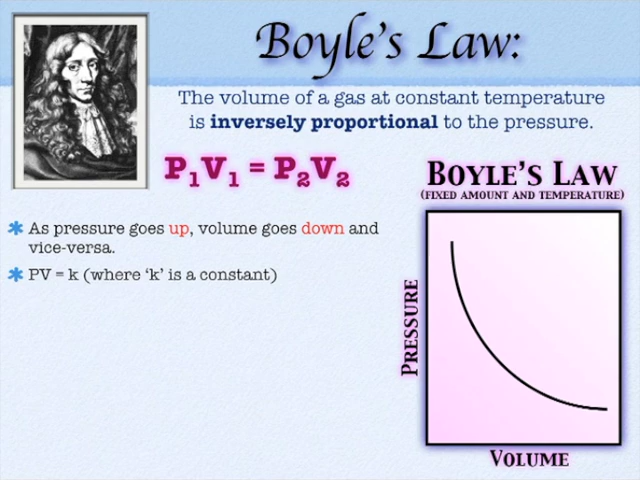 Boyle's Law:
The volume of a gas at constant temperature
is inversely proportional to the pressure.
P₁V₁ = P₂V₂
As pressure goes up, volume goes down and
vice-versa.
PV = k (where 'k' is a constant)
Boyle's Law
(fixed amount and temperature)
Pressure
Volume